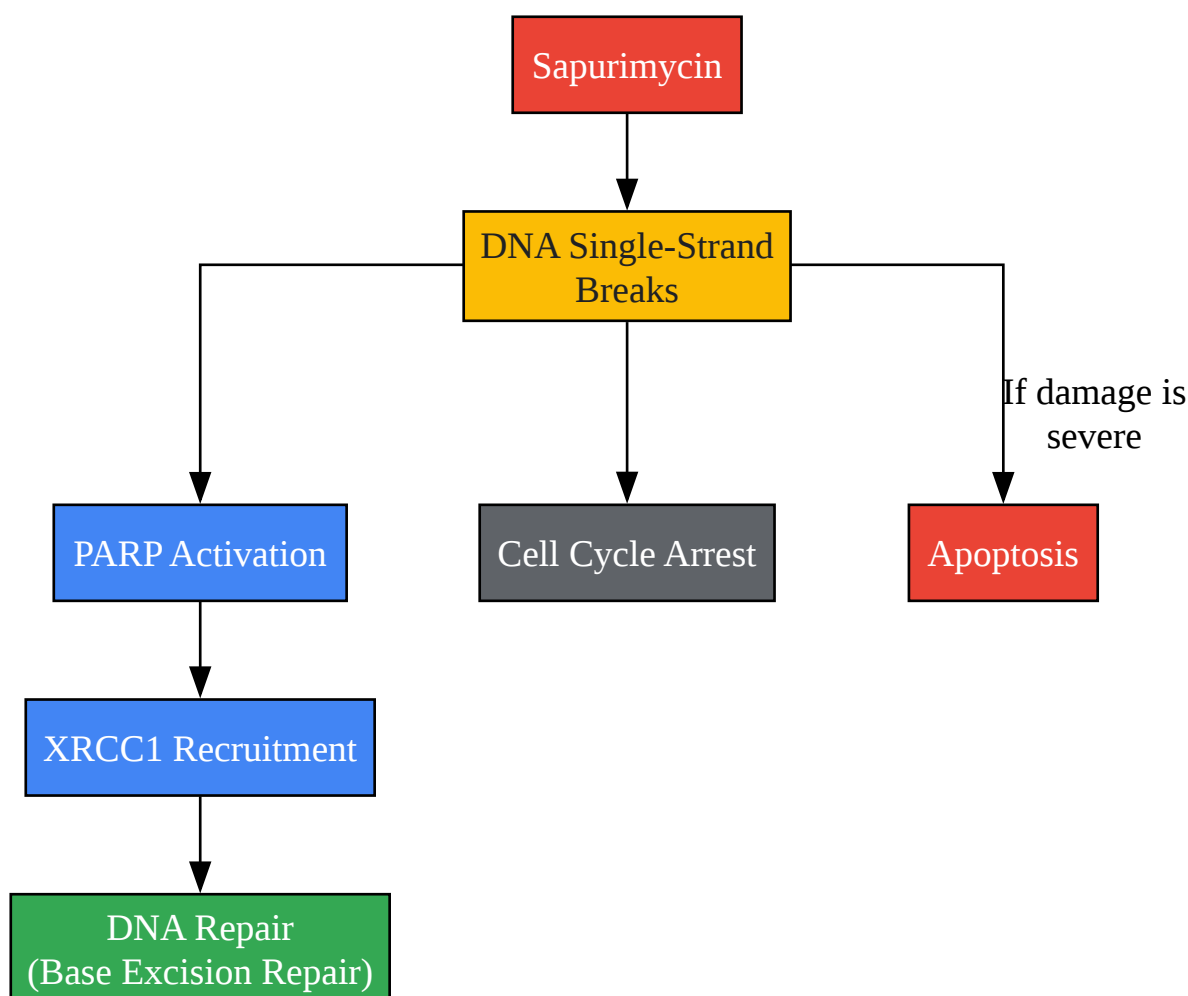 Sapurimycin
DNA Single-Strand
Breaks
If damage is
severe
PARP Activation
Cell Cycle Arrest
Apoptosis
XRCC1 Recruitment
DNA Repair
(Base Excision Repair)